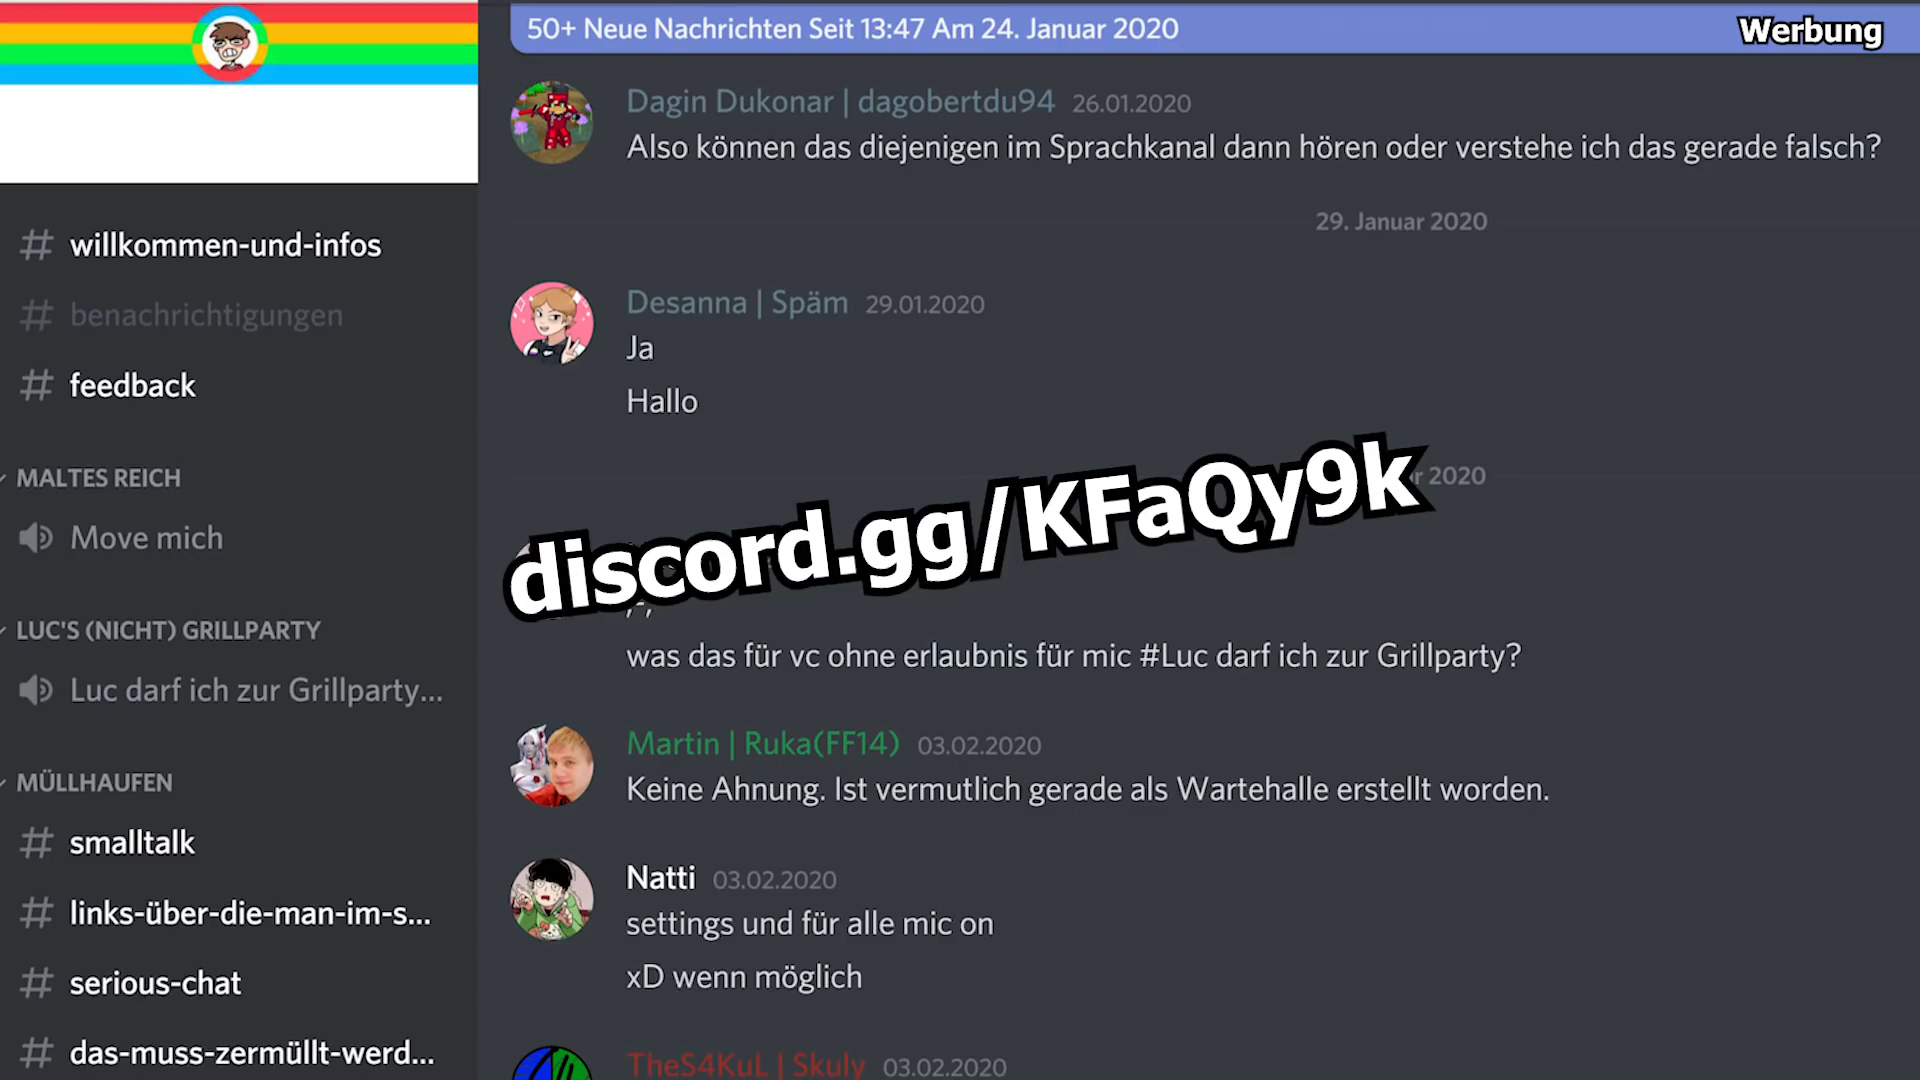 50+ Neue Nachrichten Seit 13:47 Am 24. Januar 2020
Werbung
willkommen-und-infos
benachrichtigungen
feedback
MALTES REICH
Move mich
LUC'S (NICHT) GRILLPARTY
Luc darf ich zur Grillparty...
MÜLLHAUFEN
smalltalk
links-über-die-man-im-s...
serious-chat
das-muss-zermüllt-werd...
Dagin Dukonar | dagobertdu94 26.01.2020
Also können das diejenigen im Sprachkanal dann hören oder verstehe ich das gerade falsch?
29. Januar 2020
Desanna | Späm 29.01.2020
Ja
Hallo
2020
discord.gg/KFaQy9k
was das für vc ohne erlaubnis für mic #Luc darf ich zur Grillparty?
Martin | Ruka(FF14) 03.02.2020
Keine Ahnung. Ist vermutlich gerade als Wartehalle erstellt worden.
Natti 03.02.2020
settings und für alle mic on
xD wenn möglich
TheS4KuL | Skuly 03.02.2020